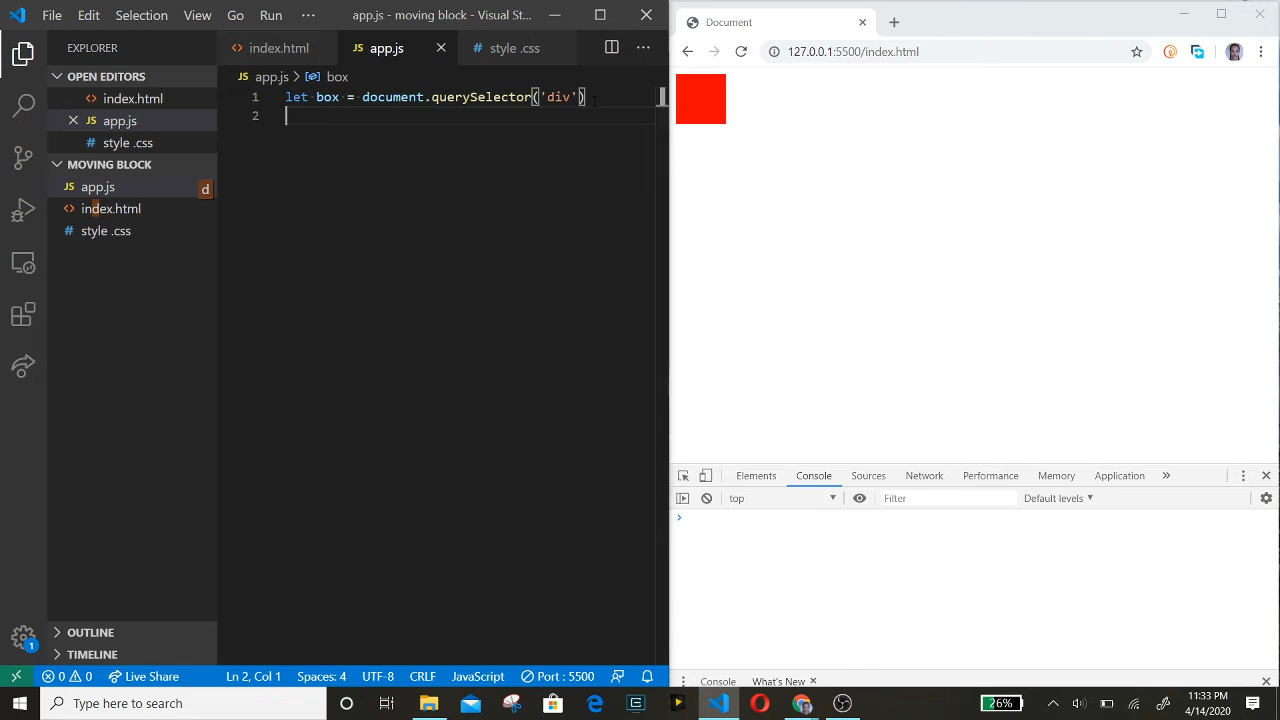 File Edit Selection View Go Run ··· app.js - moving block - Visual St...
EXPLORER
OPEN EDITORS
<> index.html
JS app.js
# style .css
MOVING BLOCK
JS app.js
d
<> index.html
# style .css
OUTLINE
TIMELINE
<> index.html
JS app.js
# style .css
JS app.js > box
1 let box = document.querySelector('div')
2
0 0 Live Share Ln 2, Col 1 Spaces: 4 UTF-8 CRLF JavaScript Port : 5500
1
Document
127.0.0.1:5500/index.html
Elements Console Sources Network Performance Memory Application »
top Filter Default levels
Console What's New
Type here to search
26%
11:33 PM
4/14/2020